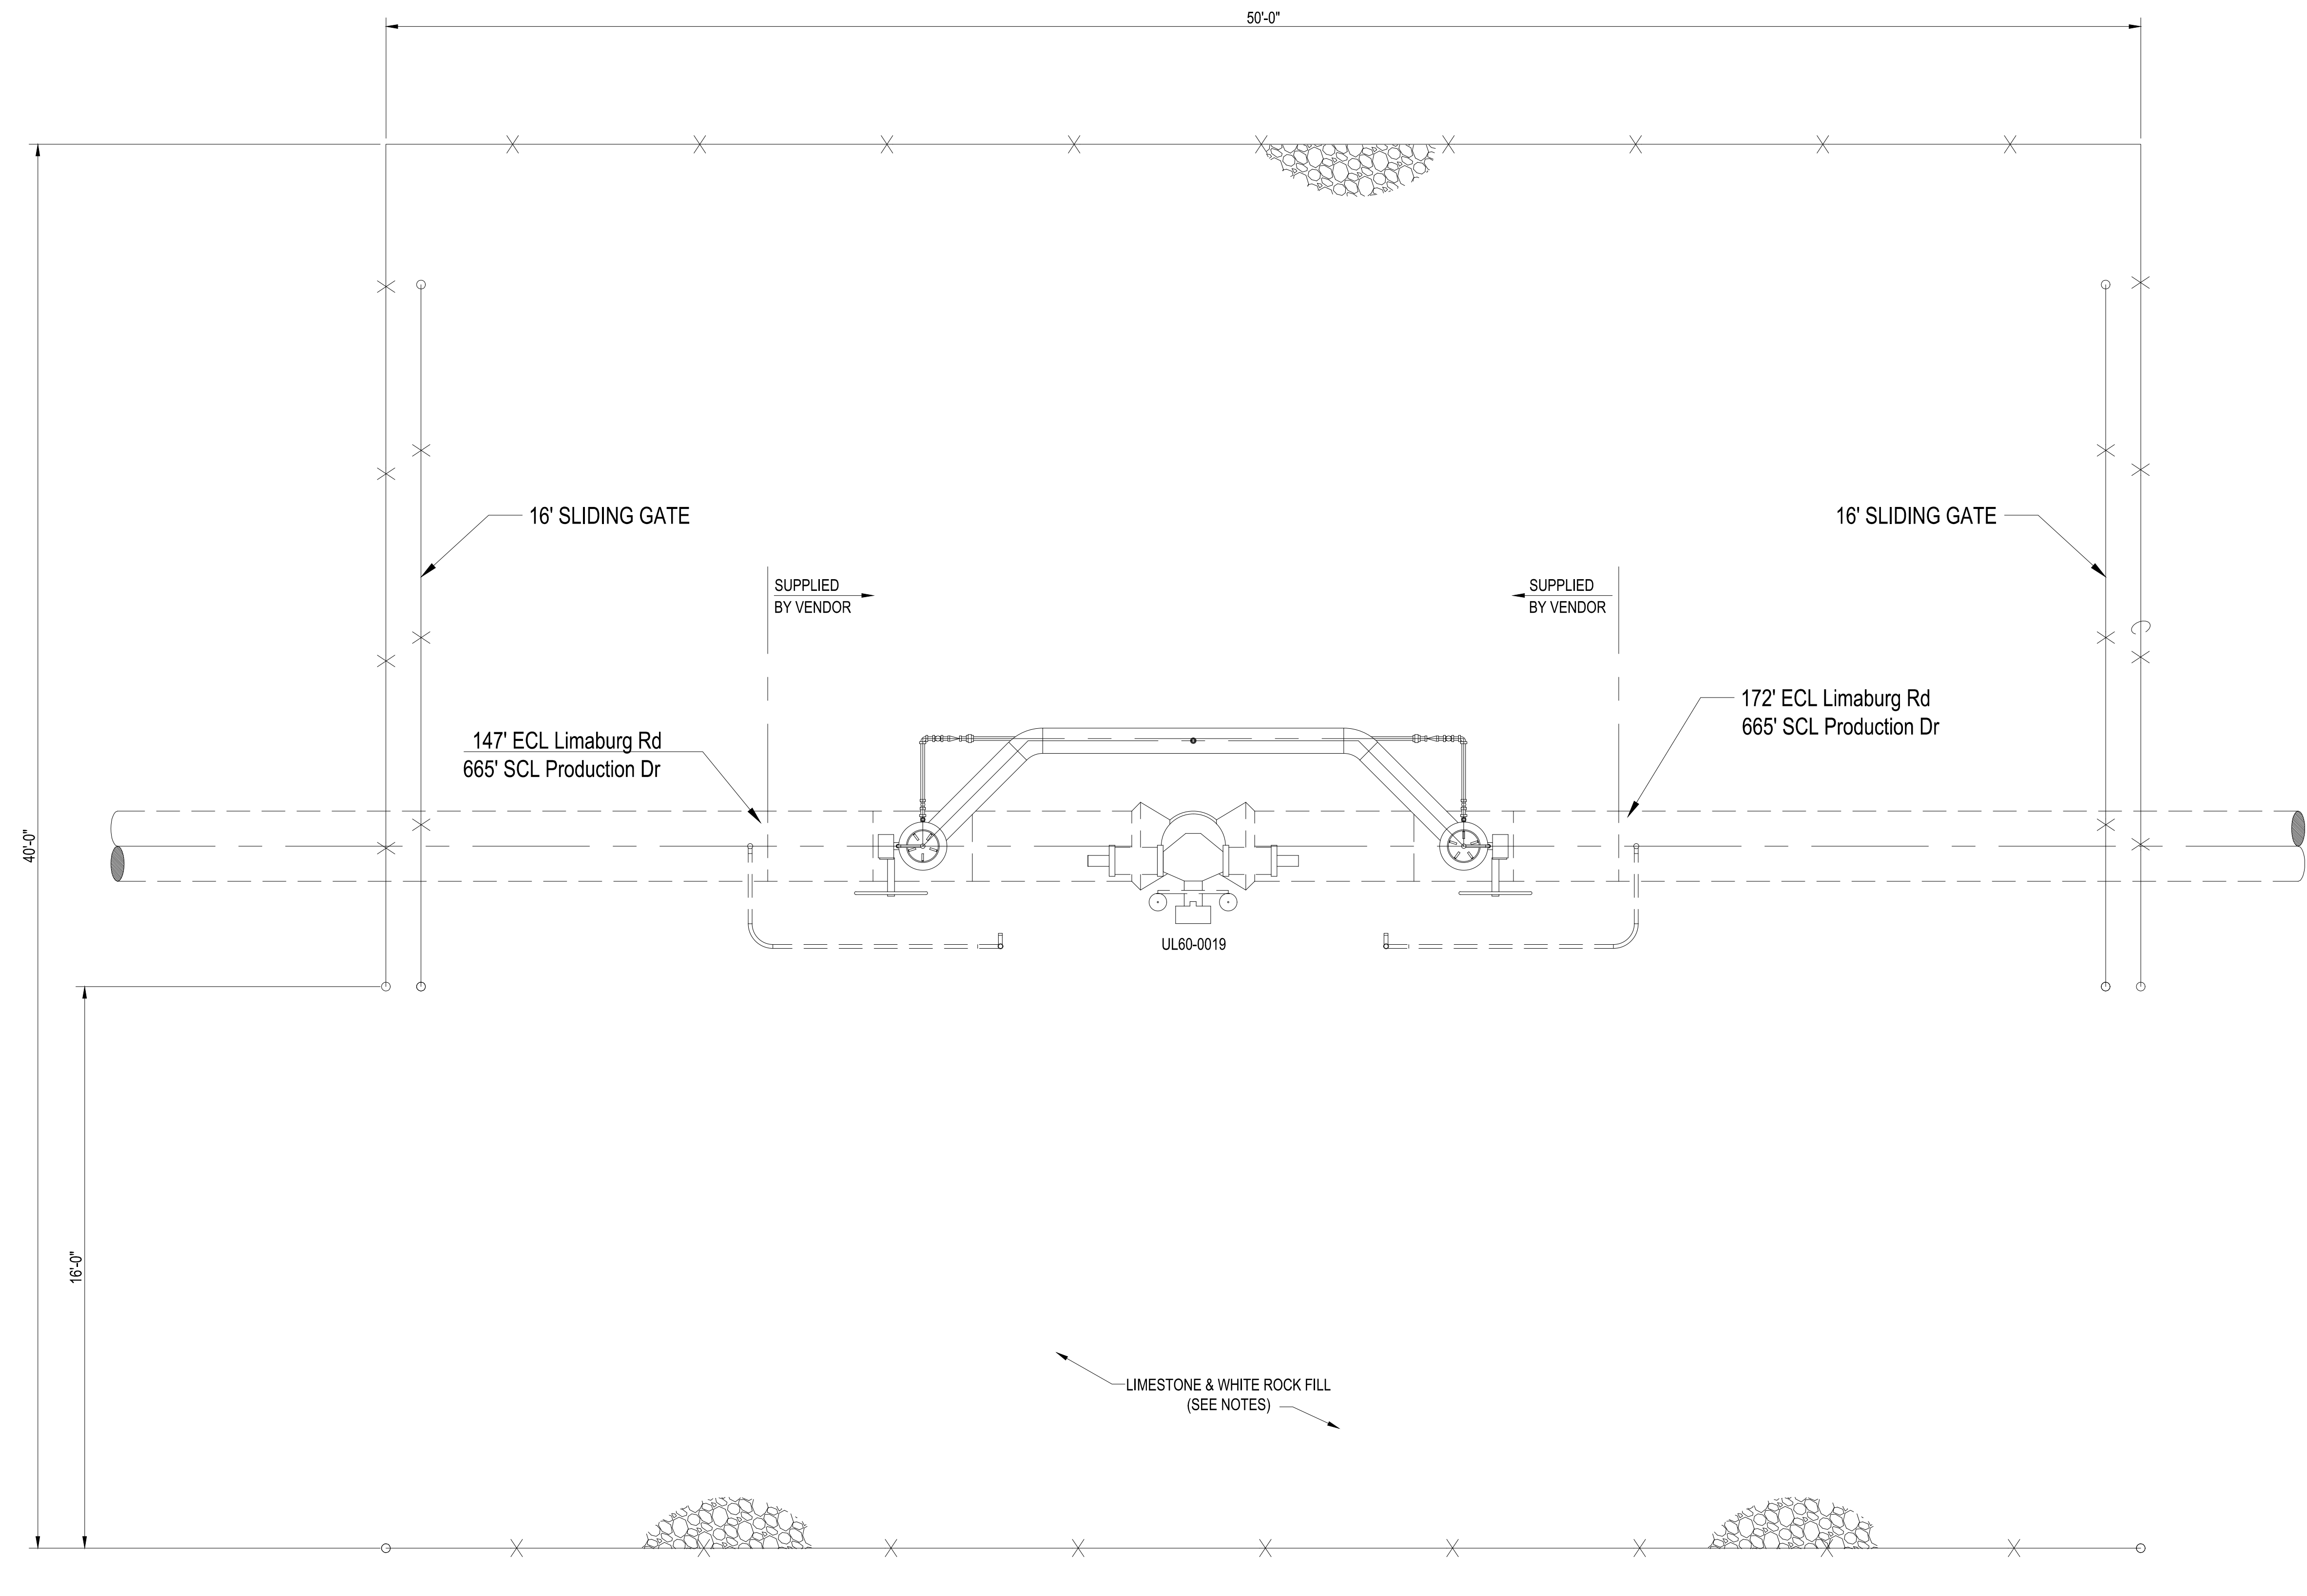 50'-0"
16' SLIDING GATE
16' SLIDING GATE
SUPPLIED
BY VENDOR
SUPPLIED
BY VENDOR
147' ECL Limaburg Rd
665' SCL Production Dr
172' ECL Limaburg Rd
665' SCL Production Dr
40'-0"
UL60-0019
16'-0"
LIMESTONE & WHITE ROCK FILL
(SEE NOTES)